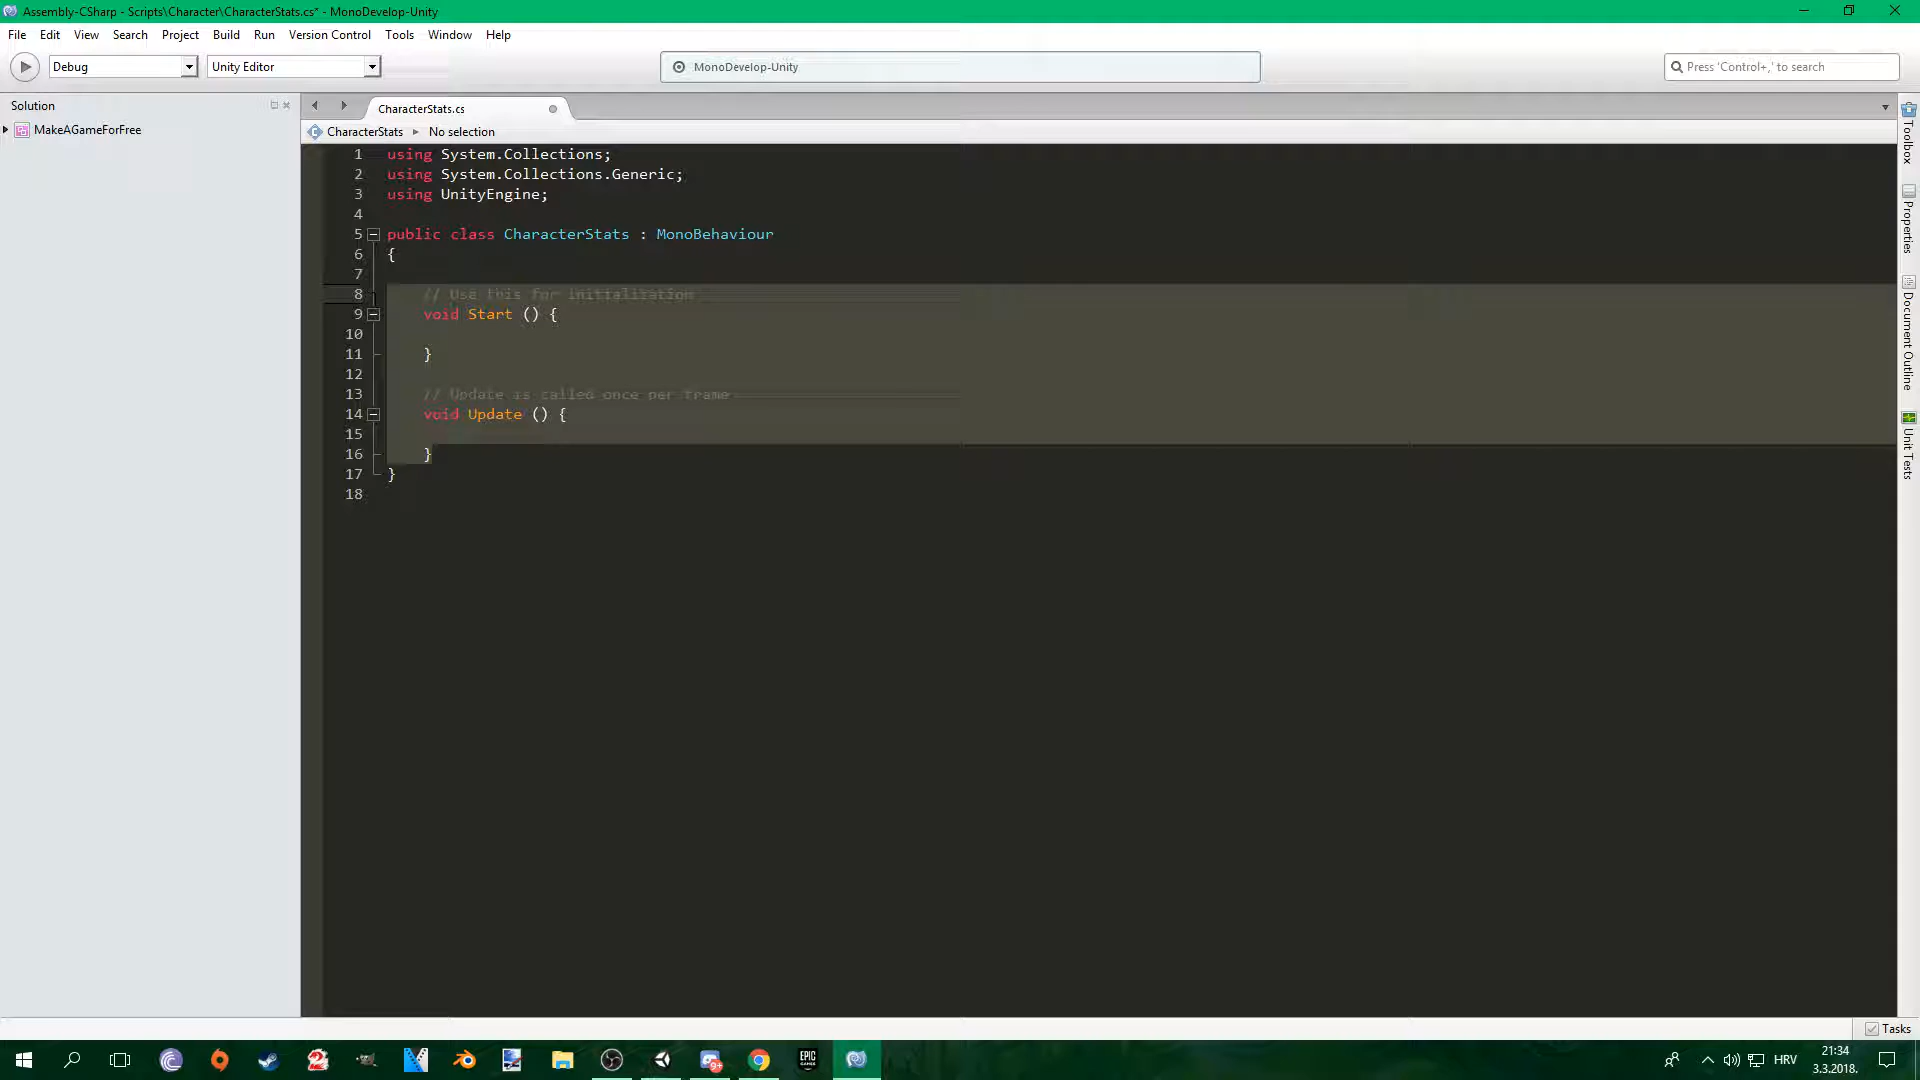 Assembly-CSharp - Scripts\Character\CharacterStats.cs* - MonoDevelop-Unity
File Edit View Search Project Build Run Version Control Tools Window Help
Debug Unity Editor MonoDevelop-Unity Press 'Control+,' to search
Solution
MakeAGameForFree
CharacterStats.cs
CharacterStats No selection
1 using System.Collections;
2 using System.Collections.Generic;
3 using UnityEngine;
4
5 public class CharacterStats : MonoBehaviour
6 {
7
8 // Use this for initialization
9 void Start () {
10
11 }
12
13 // Update is called once per frame
14 void Update () {
15
16 }
17 }
18
Toolbox
Properties
Document Outline
Unit Tests
Tasks
2
9+
EPIC
GAMES
HRV
21:34
3.3.2018.